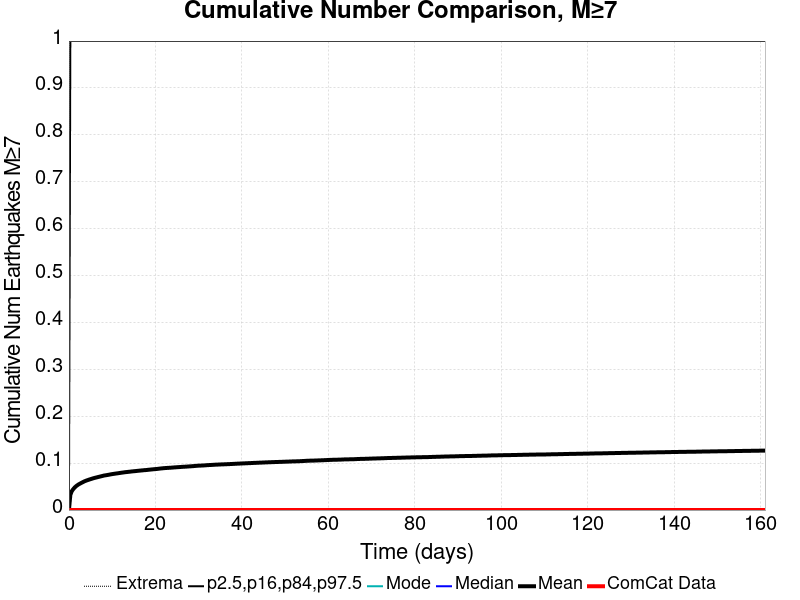 Cumulative Number Comparison, M≥7
Cumulative Num Earthquakes M≥7
1
0.9
0.8
0.7
0.6
0.5
0.4
0.3
0.2
0.1
0
0 20 40 60 80 100 120 140 160
Time (days)
Extrema p2.5,p16,p84,p97.5 Mode Median Mean ComCat Data